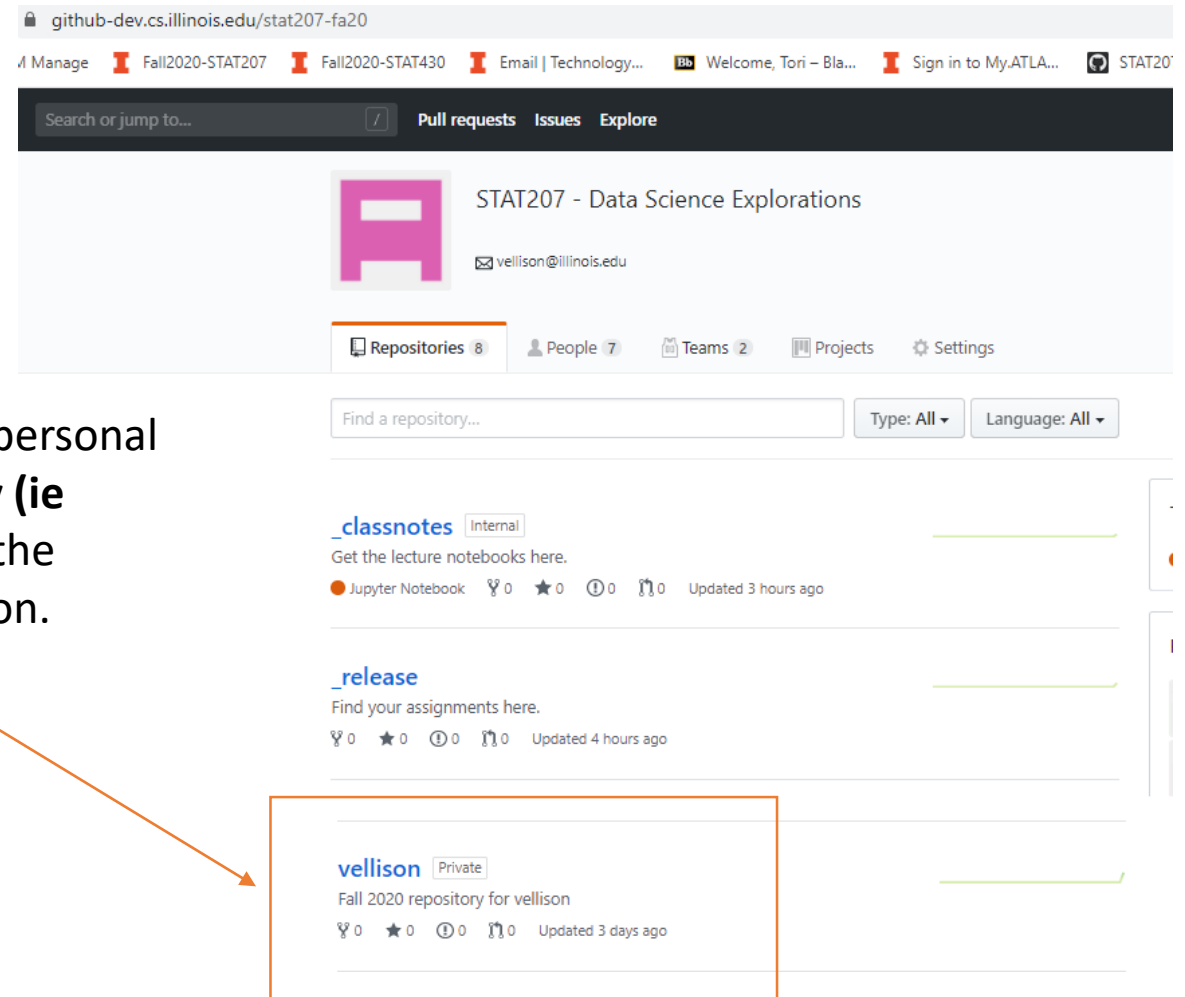 github-dev.cs.illinois.edu/stat207-fa20
Manage Fall2020-STAT207 Fall2020-STAT430 Email | Technology... Bb Welcome, Tori – Bla... Sign in to My.ATLA...
Search or jump to... / Pull requests Issues Explore
STAT207 - Data Science Explorations
vellison@illinois.edu
Repositories 8 People 7 Teams 2 Projects Settings
Find a repository... Type: All Language: All
personal
(ie
the
on.
_classnotes Internal
Get the lecture notebooks here.
Jupyter Notebook 0 0 0 0 Updated 3 hours ago
_release
Find your assignments here.
0 0 0 0 Updated 4 hours ago
vellison Private
Fall 2020 repository for vellison
0 0 0 0 Updated 3 days ago